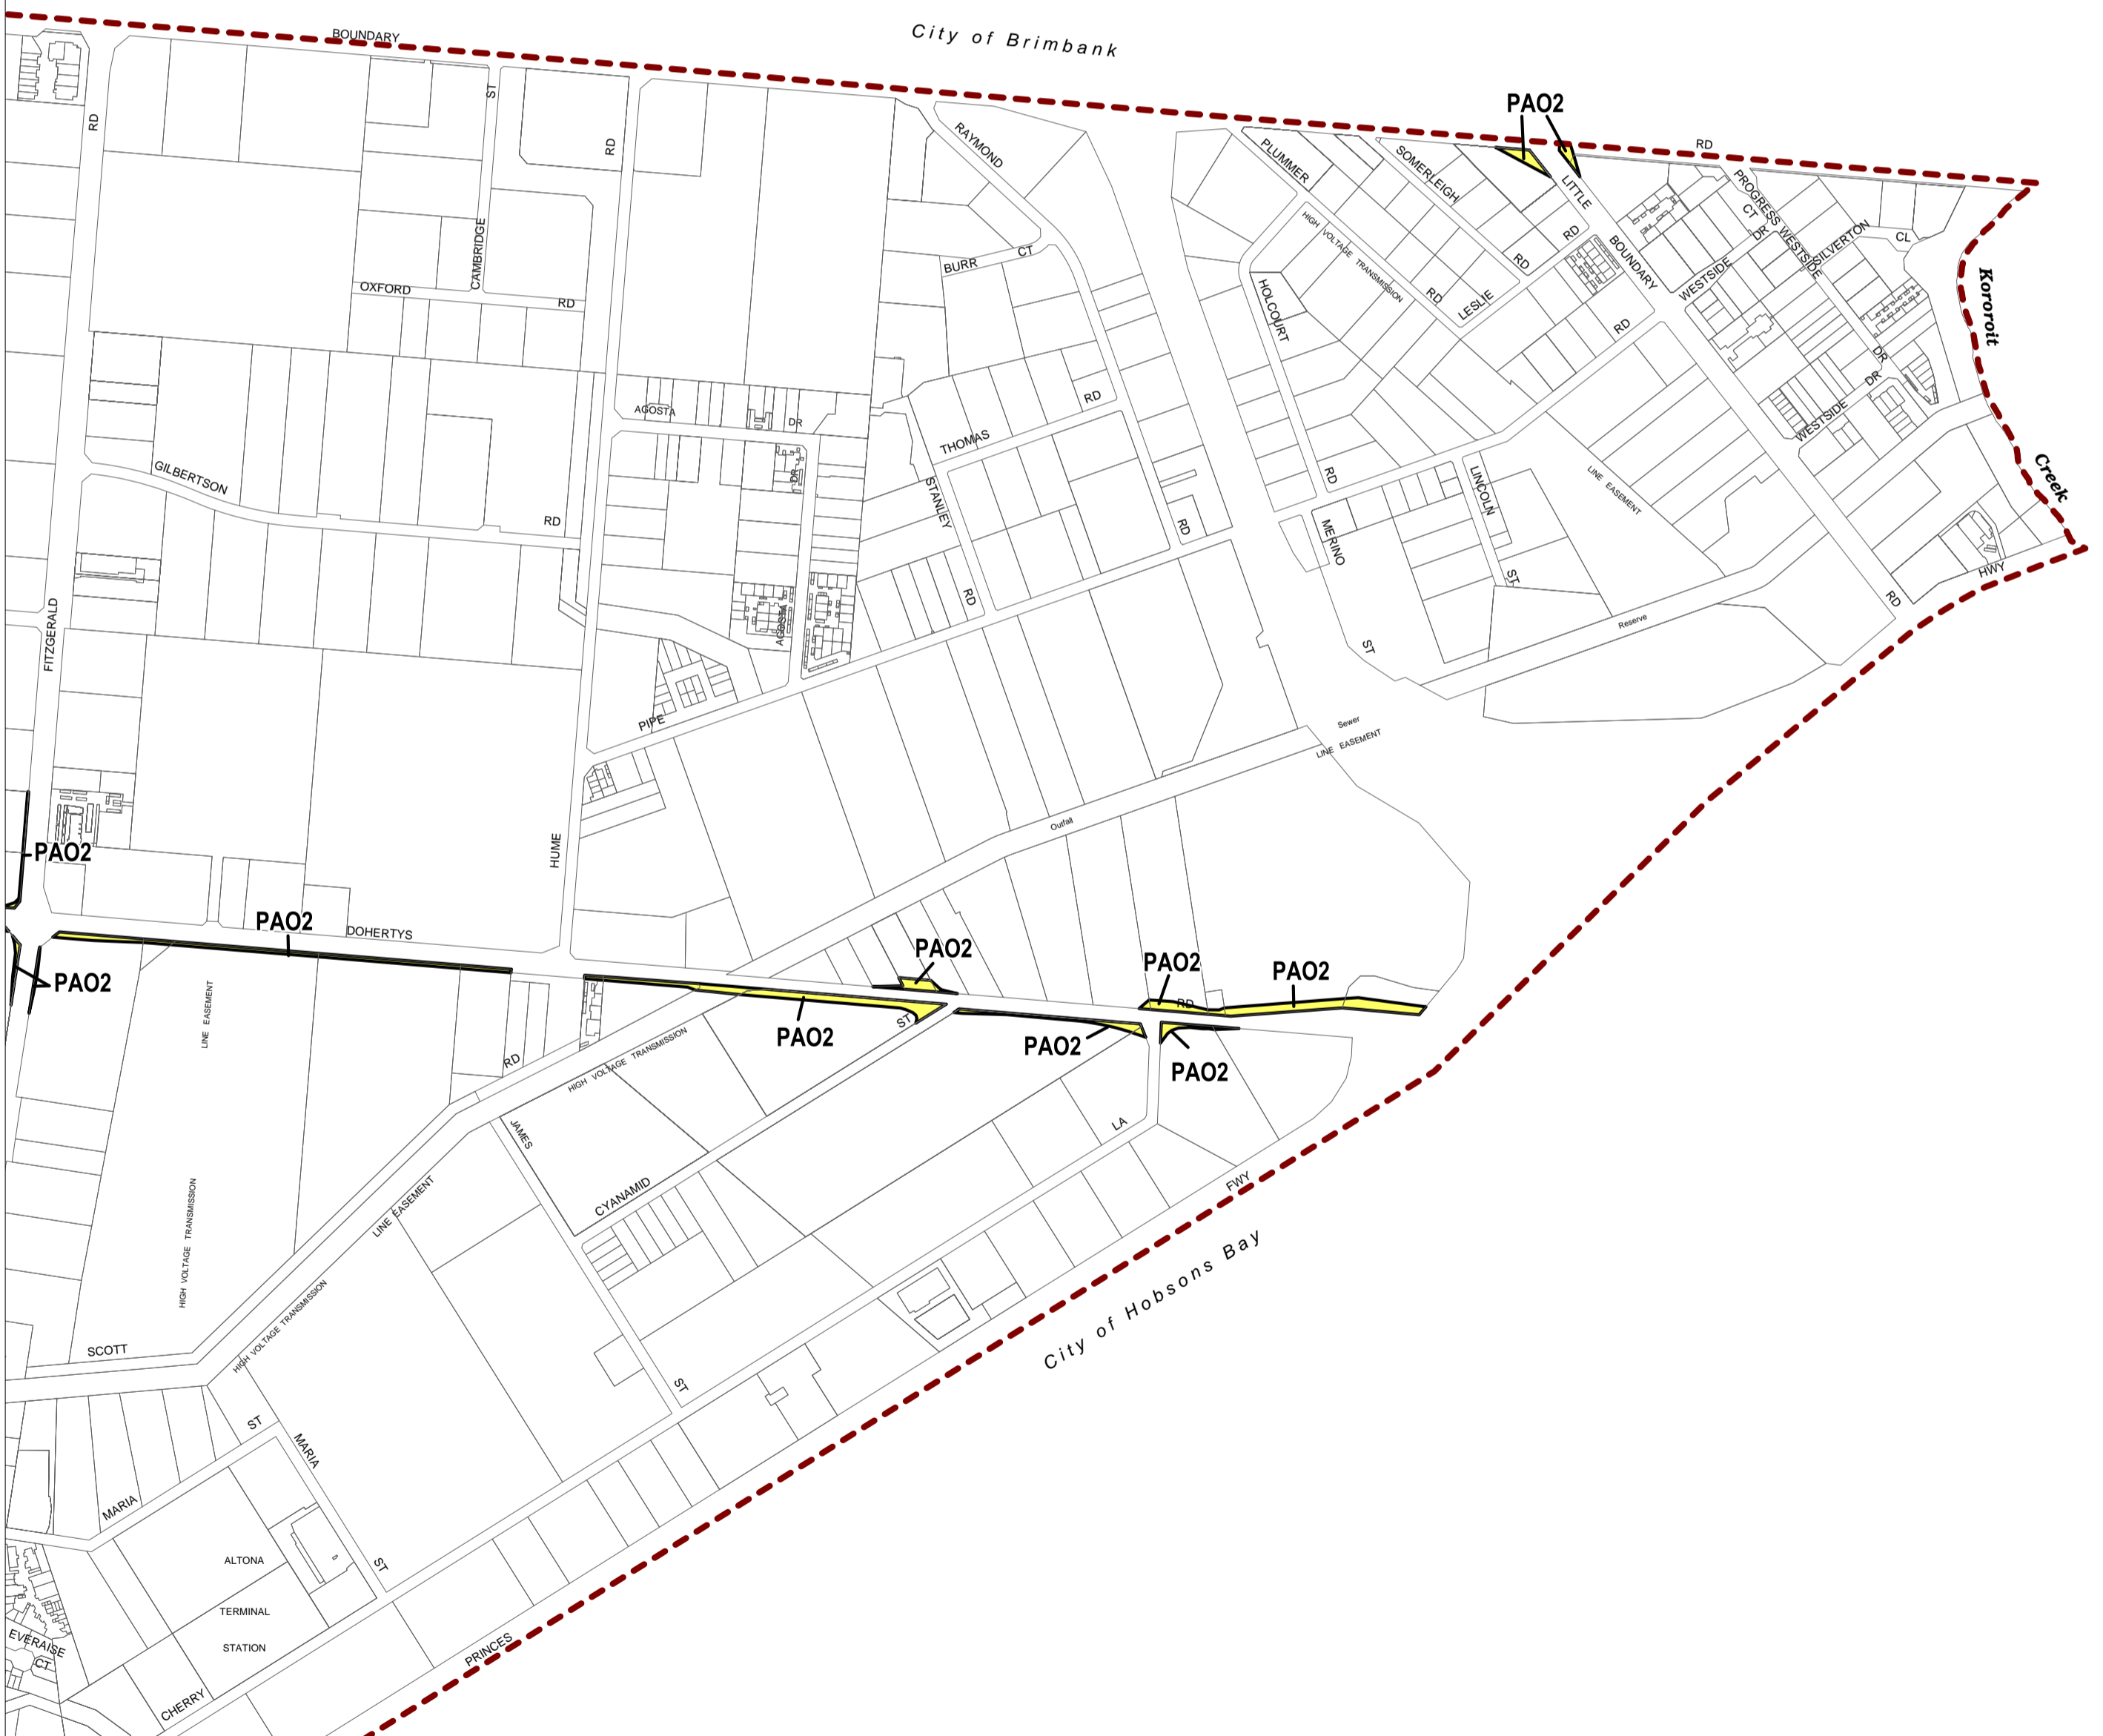 City of Brimbank
BOUNDARY
RD
ST
RD
RAYMOND
PAO2
RD
PLUMMER
SOMERLEIGH
LITTLE
PROGRESS
CT
HIGH VOLTAGE TRANSMISSION
RD
RD
BOUNDARY
DR
WESTSIDE
SILVERTON
CL
CAMBRIDGE
BURR
CT
OXFORD
RD
HOLCOURT
RD
LESLIE
RD
WESTSIDE
Koroit
DR
DR
WESTSIDE
AGOSTA
DR
THOMAS
RD
GILBERTSON
RD
DR
STANLEY
RD
RD
LINCOLN
LINE EASEMENT
Creek
MERINO
ST
HWY
RD
FITZGERALD
AGOSTA
RD
ST
Reserve
PIPE
Sewer
LINE EASEMENT
Outfall
HUME
PAO2
PAO2
DOHERTYS
PAO2
PAO2
PAO2
PAO2
RD
PAO2
ST
PAO2
PAO2
LINE EASEMENT
RD
HIGH VOLTAGE TRANSMISSION
JAMES
LA
CYANAMID
FWY
LINE EASEMENT
HIGH VOLTAGE TRANSMISSION
HIGH VOLTAGE TRANSMISSION
City of Hobsons Bay
SCOTT
ST
ST
MARIA
MARIA
ST
ALTONA
TERMINAL
STATION
EVERAISE
CT
PRINCES
CHERRY